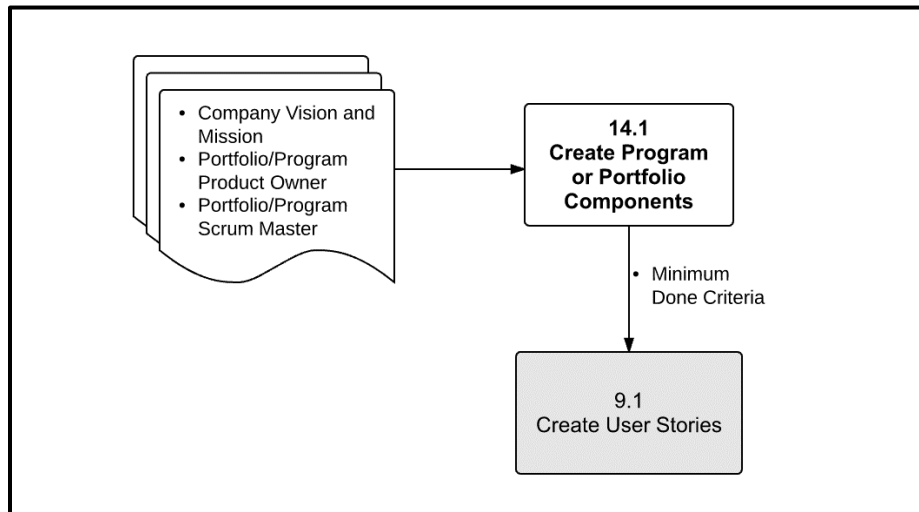 • Company Vision and
Mission
• Portfolio/Program
Product Owner
• Portfolio/Program
Scrum Master
14.1
Create Program
or Portfolio
Components
• Minimum
Done Criteria
9.1
Create User Stories